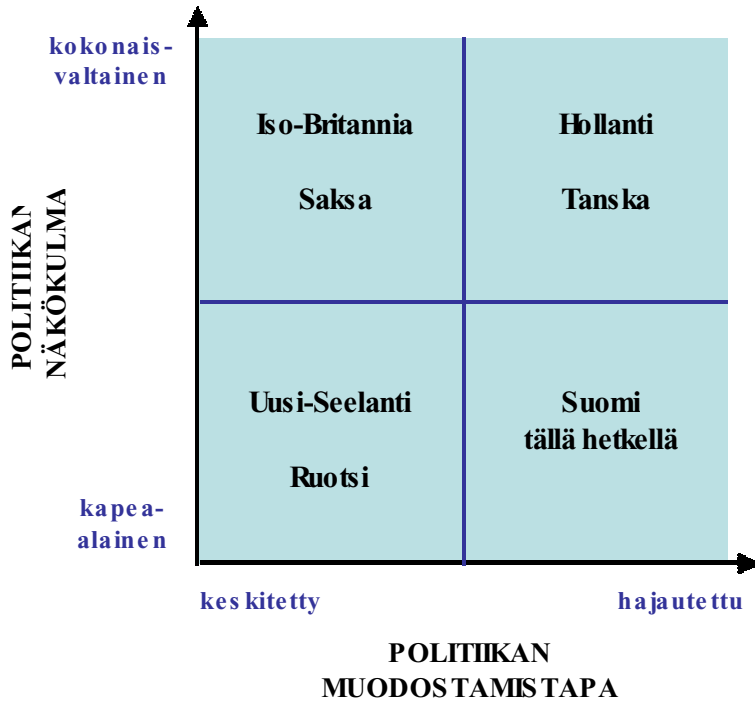 kokonais-
valtainen
Iso-Britannia
Hollanti
Saksa
Tanska
POLITIIKAN
NÄKÖKULMA
Uusi-Seelanti
Suomi
tällä hetkellä
Ruotsi
kapea-
alainen
keskitetty
hajautettu
POLITIIKAN
MUODOSTAMISTAPA